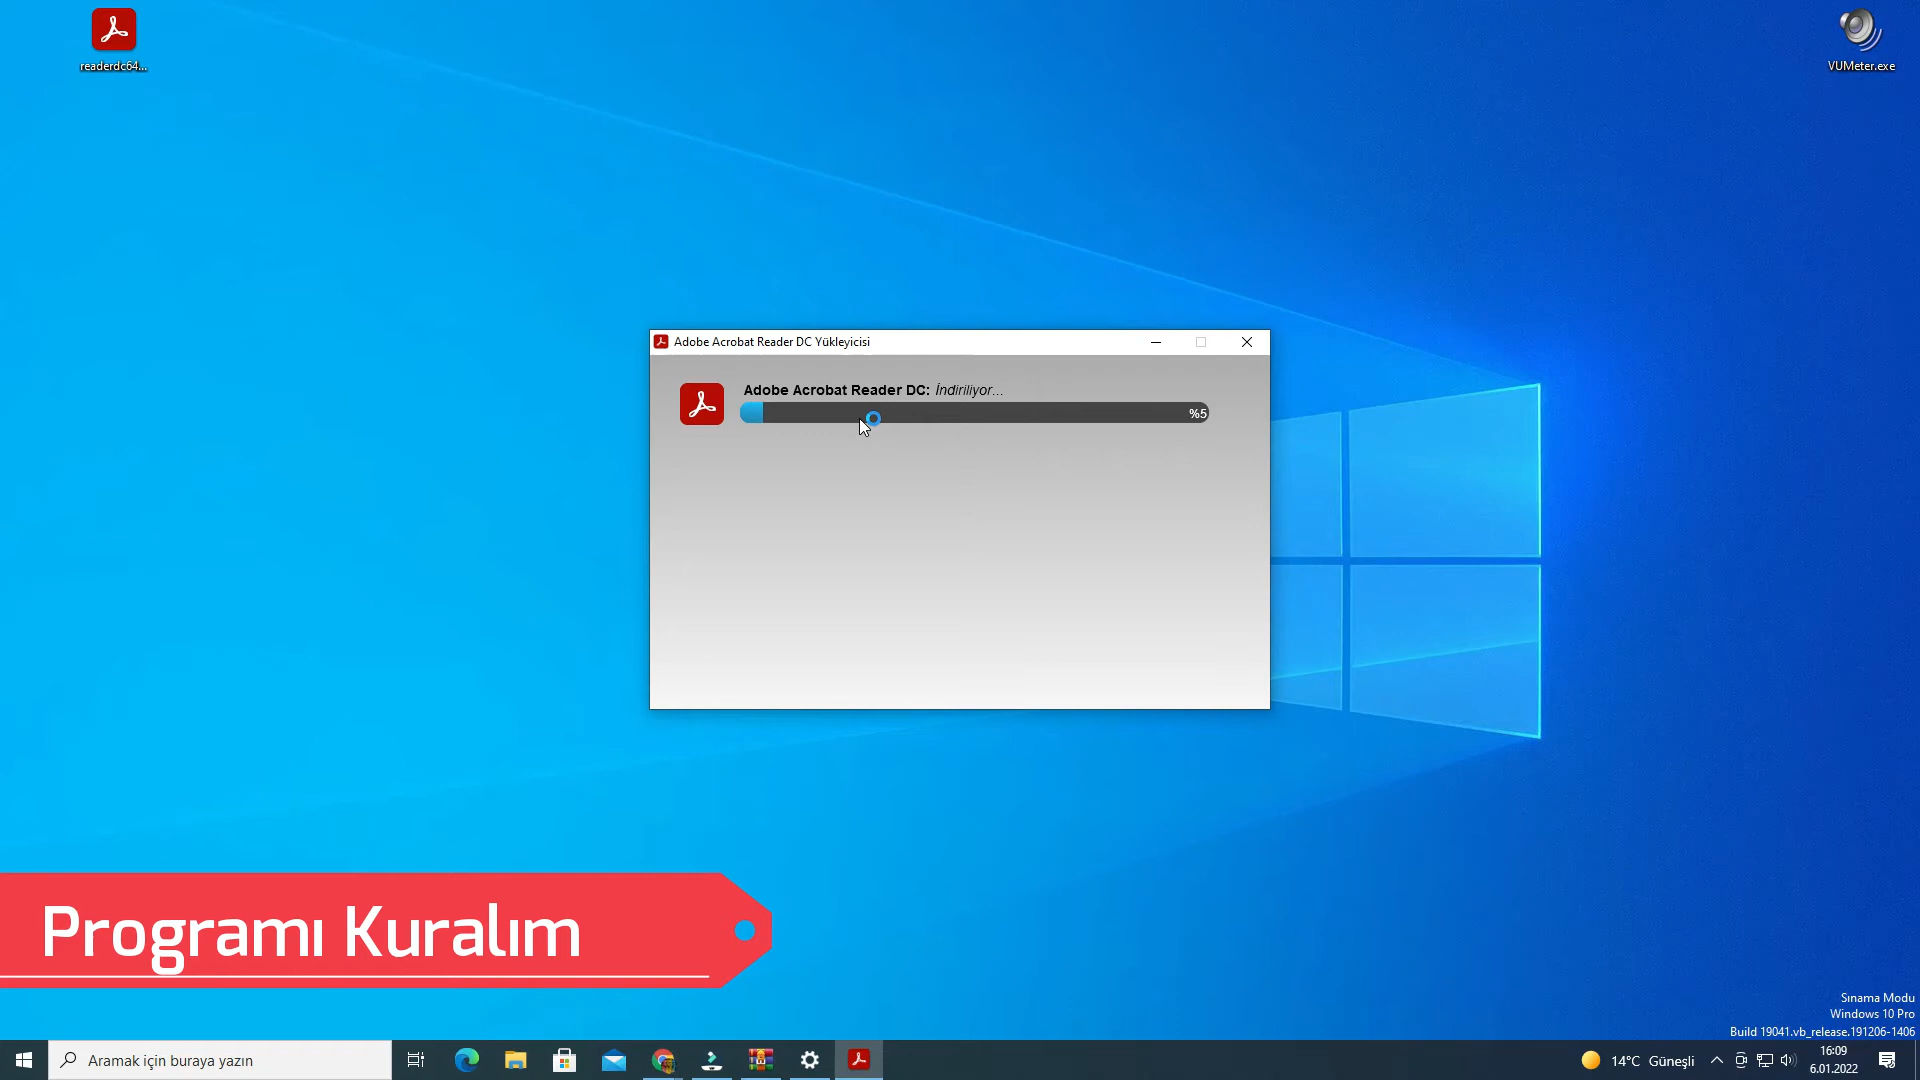 readerdc64...
VUMeter.exe
Adobe Acrobat Reader DC Yükleyicisi
Adobe Acrobat Reader DC: İndiriliyor...
%5
Programı Kuralım
Sınama Modu
Windows 10 Pro
Build 19041.vb_release.191206-1406
Aramak için buraya yazın
14°C Güneşli
16:09
6.01.2022